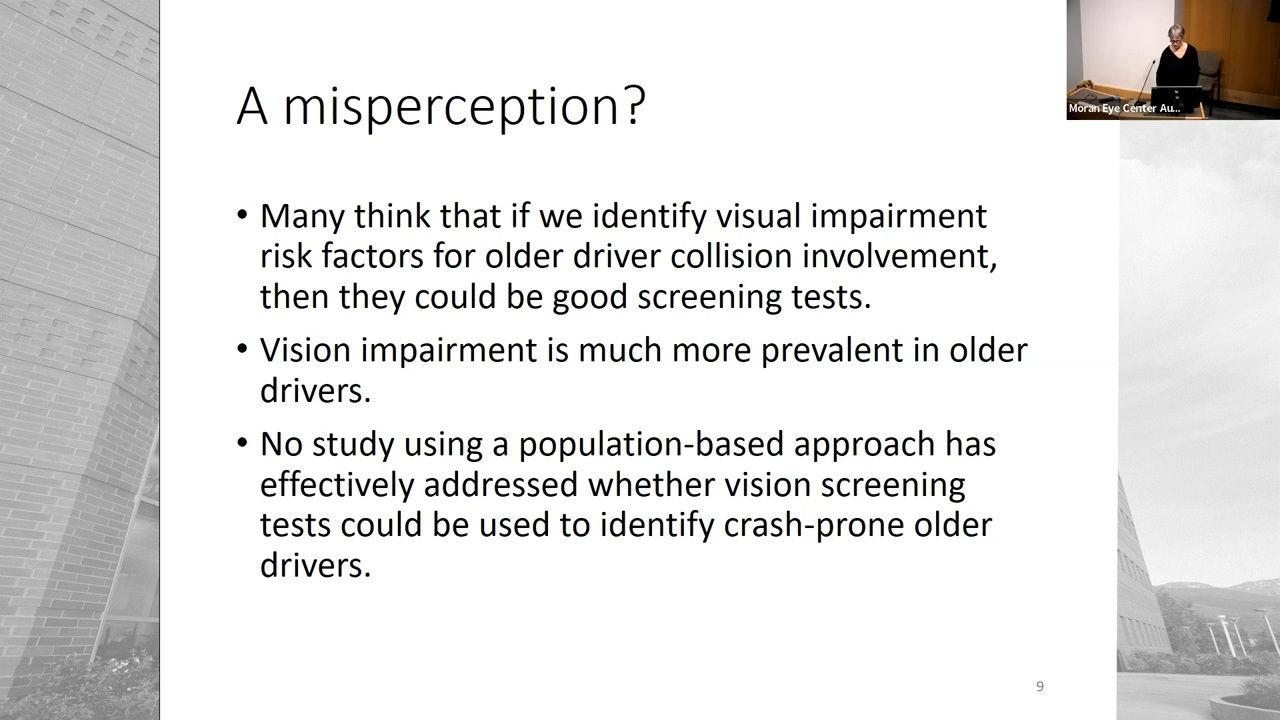 A misperception?
Moran Eye Center Au...
• Many think that if we identify visual impairment
risk factors for older driver collision involvement,
then they could be good screening tests.
• Vision impairment is much more prevalent in older
drivers.
• No study using a population-based approach has
effectively addressed whether vision screening
tests could be used to identify crash-prone older
drivers.
9